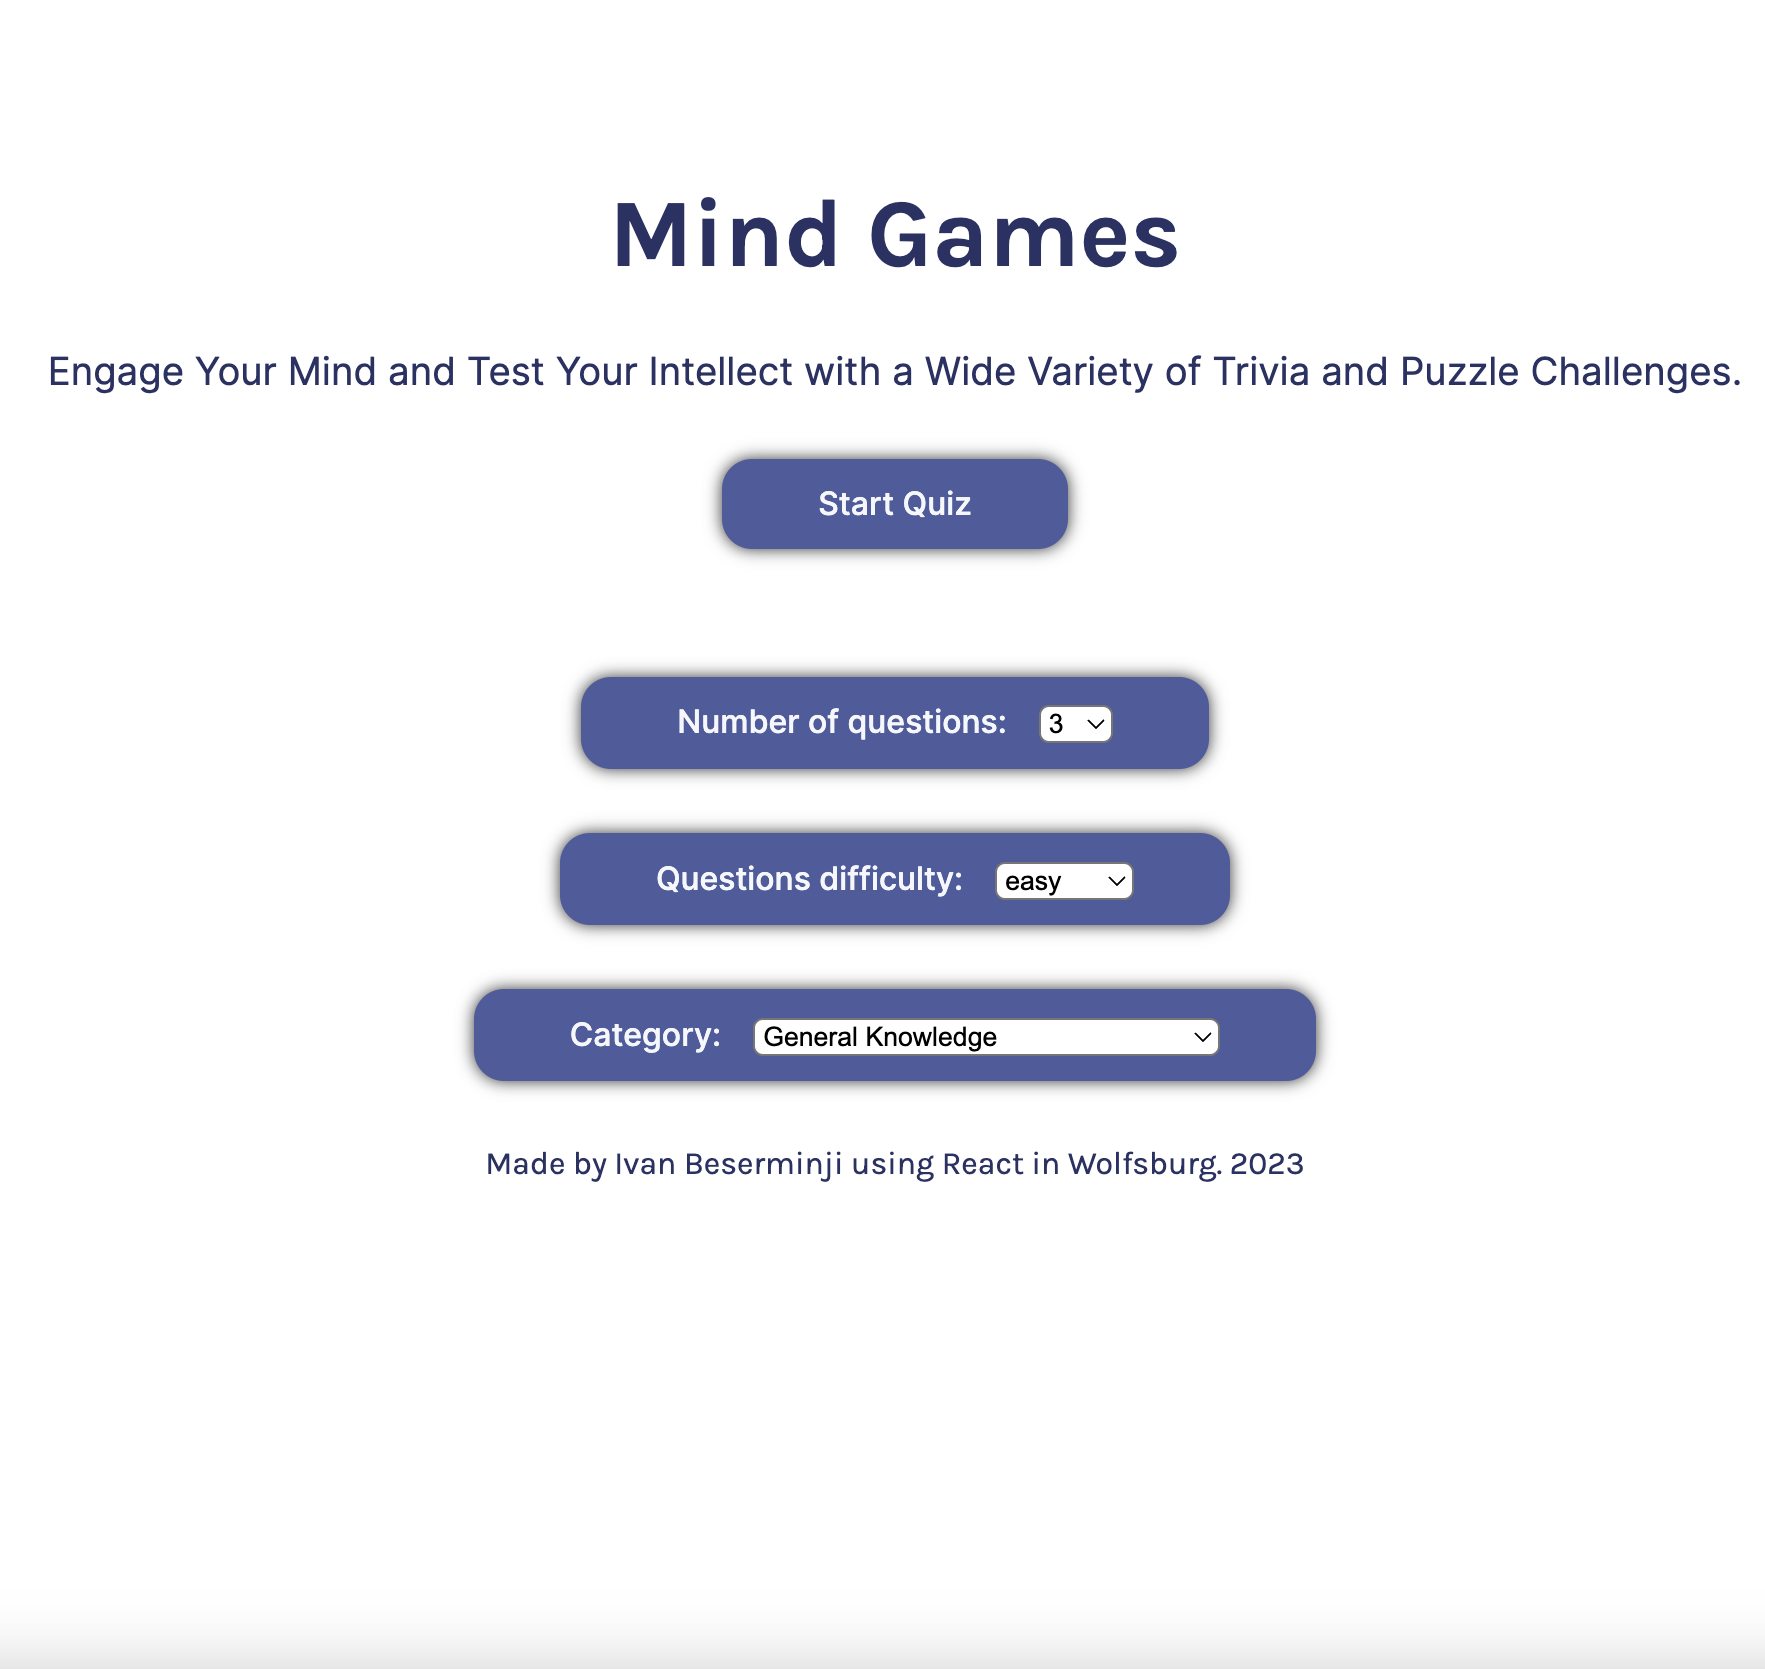 Mind Games
Engage Your Mind and Test Your Intellect with a Wide Variety of Trivia and Puzzle Challenges.
Start Quiz
Number of questions: 3
Questions difficulty: easy
Category: General Knowledge
Made by Ivan Beserminji using React in Wolfsburg. 2023